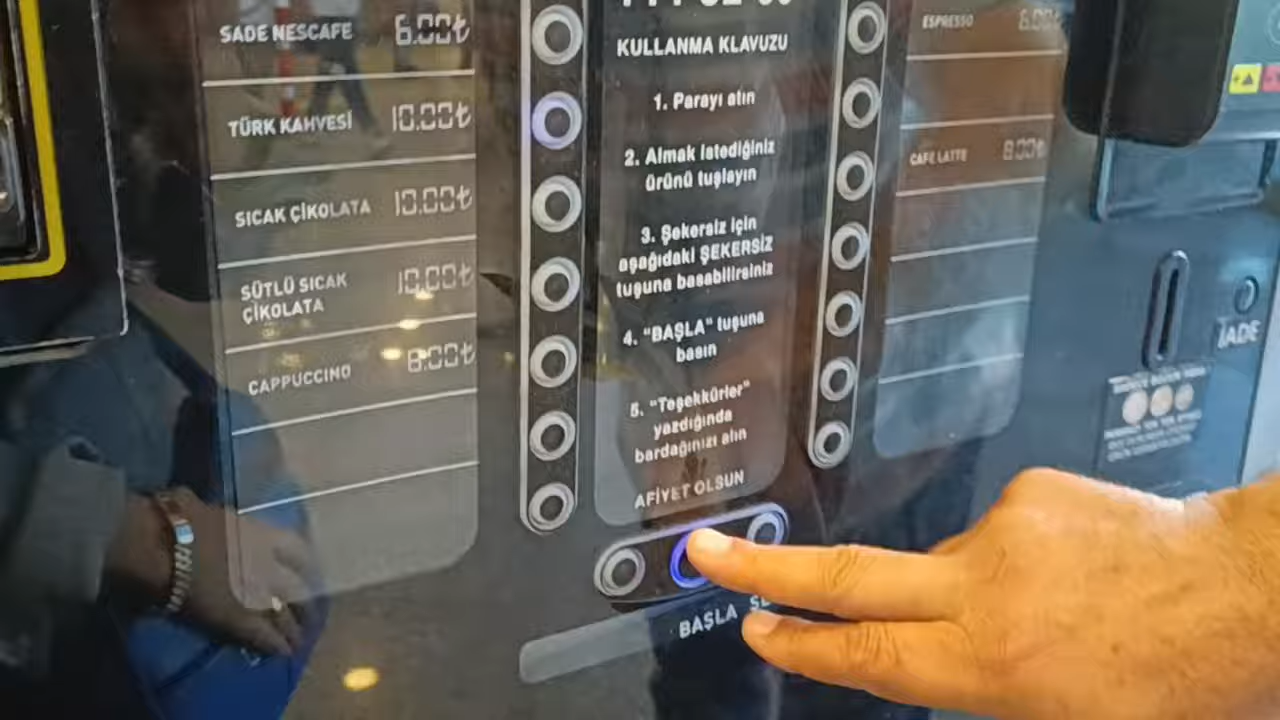 SADE NESCAFE 6.00₺
TÜRK KAHVESİ 10.00₺
SICAK ÇİKOLATA 10.00₺
SÜTLÜ SICAK
ÇİKOLATA 10.00₺
CAPPUCCINO 8.00₺
KULLANMA KLAVUZU
1. Parayı atın
2. Almak istediğiniz
ürünü tuşlayın
3. Şekersiz için
aşağıdaki ŞEKERSİZ
tuşuna basabilirsiniz
4. "BAŞLA" tuşuna
basın
5. "Teşekkürler"
yazdığında
bardağınızı alın
AFİYET OLSUN
BAŞLA
ESPRESSO 6.00₺
CAFE LATTE 8.00₺
İADE